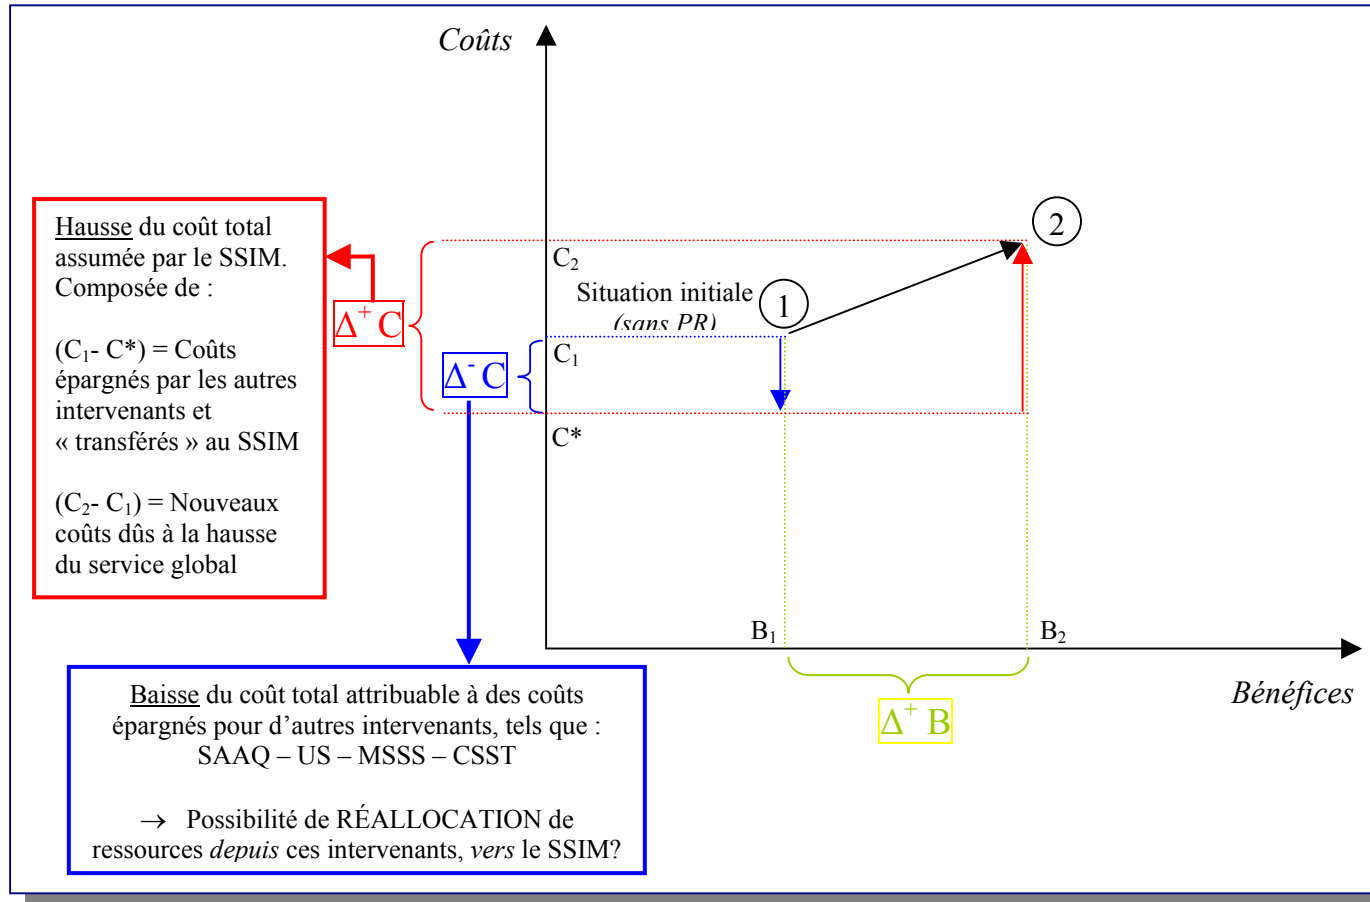 Coûts
Hausse du coût total
assumée par le SSIM.
Composée de :
(C₁- C*) = Coûts
épargnés par les autres
intervenants et
« transférés » au SSIM
(C₂- C₁) = Nouveaux
coûts dûs à la hausse
du service global
Δ⁺ C
Δ⁻ C
C₂
Situation initiale
(sans PR)
1
2
C₁
C*
B₁
B₂
Bénéfices
Δ⁺ B
Baisse du coût total attribuable à des coûts
épargnés pour d’autres intervenants, tels que :
SAAQ – US – MSSS – CSST
→ Possibilité de RÉALLOCATION de
ressources depuis ces intervenants, vers le SSIM?